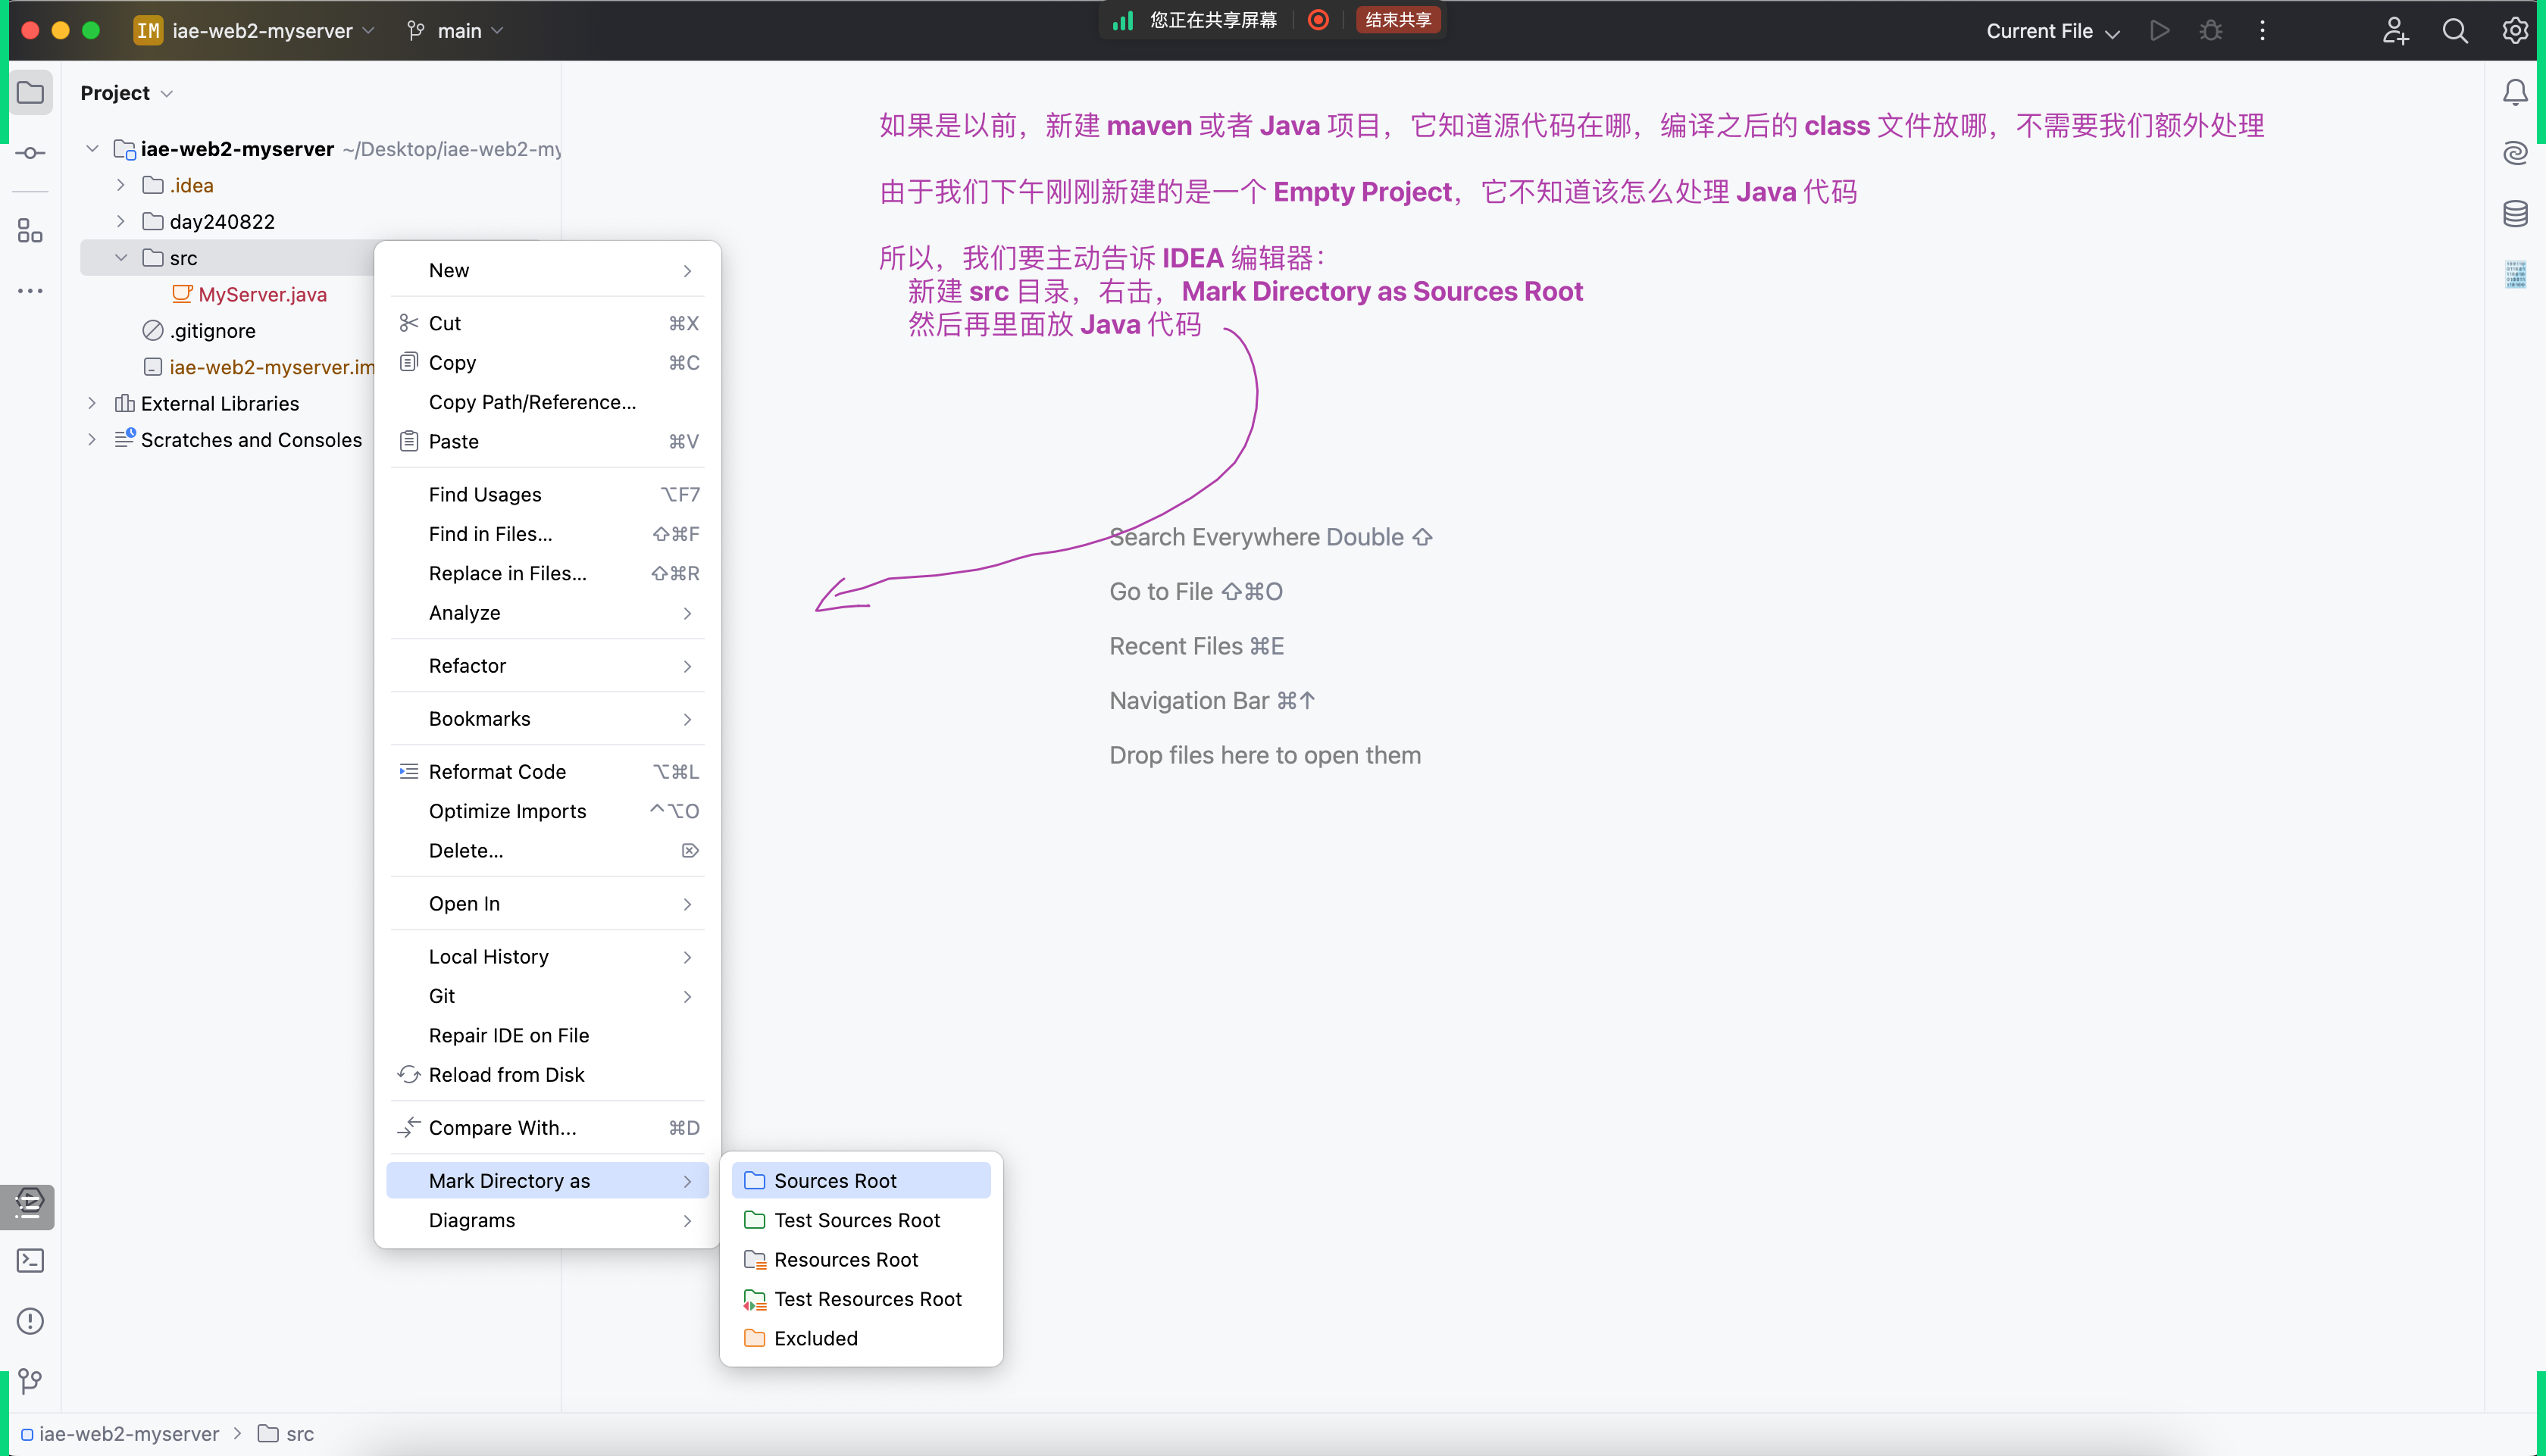 IM iae-web2-myserver main 您正在共享屏幕 结束共享 Current File
Project
iae-web2-myserver ~/Desktop/iae-web2-my
.idea
day240822
src
MyServer.java
.gitignore
iae-web2-myserver.im
External Libraries
Scratches and Consoles
New
Cut ⌘X
Copy ⌘C
Copy Path/Reference...
Paste ⌘V
Find Usages ⌥F7
Find in Files... ⇧⌘F
Replace in Files... ⇧⌘R
Analyze
Refactor
Bookmarks
Reformat Code ⌥⌘L
Optimize Imports ^⌥O
Delete... ⌦
Open In
Local History
Git
Repair IDE on File
Reload from Disk
Compare With... ⌘D
Mark Directory as
Diagrams
Sources Root
Test Sources Root
Resources Root
Test Resources Root
Excluded
如果是以前，新建 maven 或者 Java 项目，它知道源代码在哪，编译之后的 class 文件放哪，不需要我们额外处理
由于我们下午刚刚新建的是一个 Empty Project，它不知道该怎么处理 Java 代码
所以，我们要主动告诉 IDEA 编辑器：
新建 src 目录，右击，Mark Directory as Sources Root
然后再里面放 Java 代码
Search Everywhere Double ⇧
Go to File ⇧⌘O
Recent Files ⌘E
Navigation Bar ⌘↑
Drop files here to open them
iae-web2-myserver > src